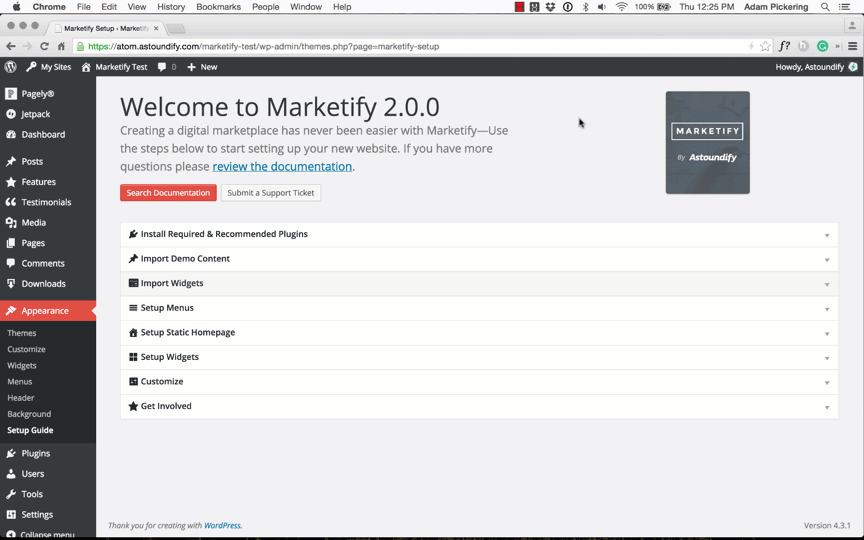 Chrome File Edit View History Bookmarks People Window Help 100% Thu 12:25 PM Adam Pickering
Marketify Setup ‹ Marketify
https://atom.astoundify.com/marketify-test/wp-admin/themes.php?page=marketify-setup f?
My Sites Marketify Test 0 New Howdy, Astoundify
Pagely®
Jetpack
Dashboard
Posts
Features
Testimonials
Media
Pages
Comments
Downloads
Appearance
Themes
Customize
Widgets
Menus
Header
Background
Setup Guide
Plugins
Users
Tools
Settings
Collapse menu
Welcome to Marketify 2.0.0
Creating a digital marketplace has never been easier with Marketify—Use
the steps below to start setting up your new website. If you have more
questions please review the documentation.
Search Documentation Submit a Support Ticket
MARKETIFY
By Astoundify
Install Required & Recommended Plugins
Import Demo Content
Import Widgets
Setup Menus
Setup Static Homepage
Setup Widgets
Customize
Get Involved
Thank you for creating with WordPress. Version 4.3.1